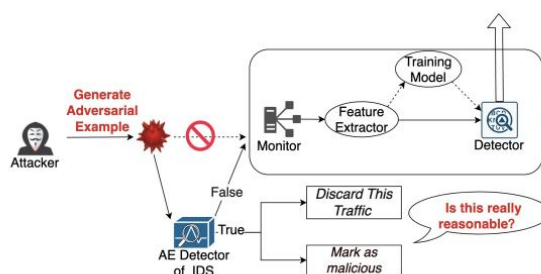 Generate
Adversarial
Example
Attacker
Training
Model
Monitor
Feature
Extractor
Detector
False
True
AE Detector
of IDS
Discard This
Traffic
Mark as
malicious
Is this really
reasonable?